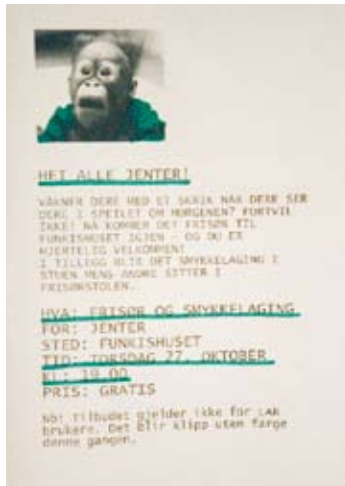 HEI ALLE JENTER!
VÅKNER DERE MED ET SKRIK NÅR DERE SER
DERE I SPEILET OM MORGENEN? FORTVIL
IKKE! NÅ KOMMER DET FRISØR TIL
FUNKISHUSET IGJEN - OG DU ER
HJERTELIG VELKOMMEN!
I TILLEGG BLIR DET SMYKKELAGING I
STUEN MENS ANDRE SITTER I
FRISØRSTOLEN.
HVA: FRISØR OG SMYKKELAGING
FOR: JENTER
STED: FUNKISHUSET
TID: TORSDAG 27. OKTOBER
KL: 19.00
PRIS: GRATIS
NB! Tilbudet gjelder ikke for LAR
brukere. Det blir klipp uten farge
denne gangen.